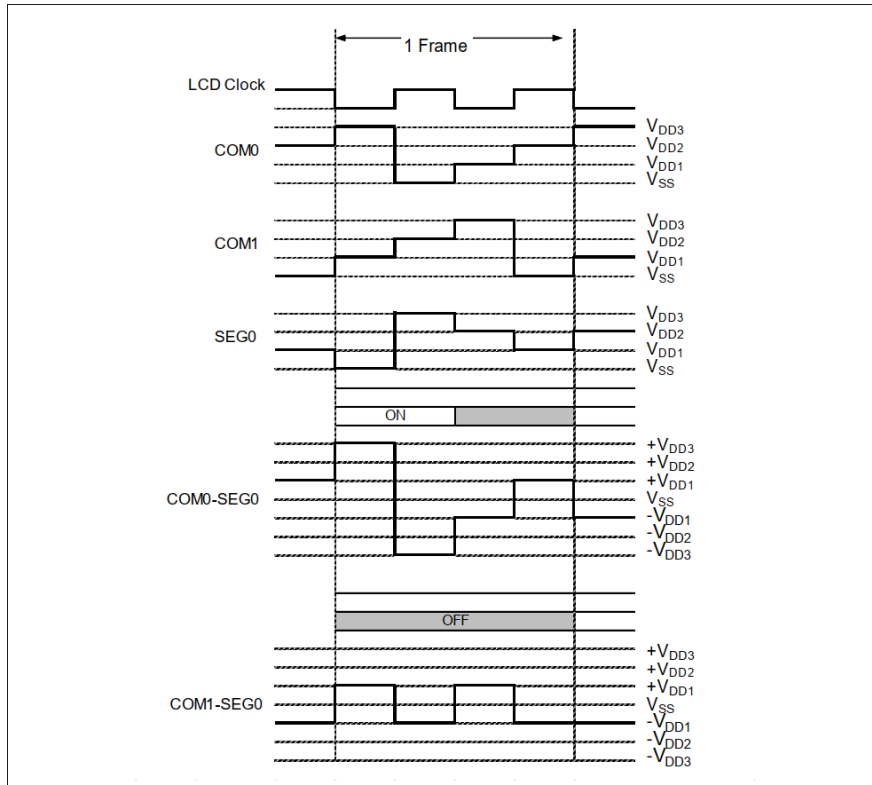 1 Frame
LCD Clock
COM0
VDD3
VDD2
VDD1
VSS
COM1
VDD3
VDD2
VDD1
VSS
SEG0
VDD3
VDD2
VDD1
VSS
ON
COM0-SEG0
+VDD3
+VDD2
+VDD1
VSS
-VDD1
-VDD2
-VDD3
OFF
COM1-SEG0
+VDD3
+VDD2
+VDD1
VSS
-VDD1
-VDD2
-VDD3